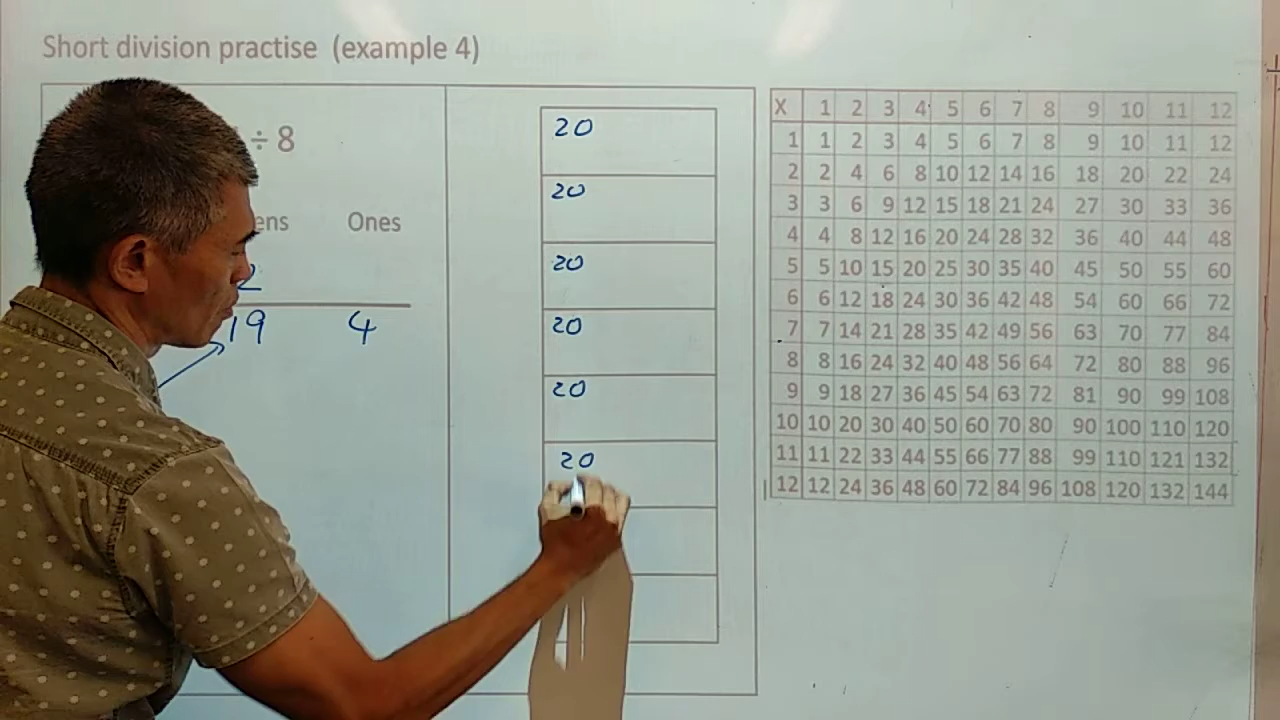 Short division practise (example 4)
÷ 8
ens Ones
2
19 4
20
20
20
20
20
20
X 1 2 3 4 5 6 7 8 9 10 11 12
1 1 2 3 4 5 6 7 8 9 10 11 12
2 2 4 6 8 10 12 14 16 18 20 22 24
3 3 6 9 12 15 18 21 24 27 30 33 36
4 4 8 12 16 20 24 28 32 36 40 44 48
5 5 10 15 20 25 30 35 40 45 50 55 60
6 6 12 18 24 30 36 42 48 54 60 66 72
7 7 14 21 28 35 42 49 56 63 70 77 84
8 8 16 24 32 40 48 56 64 72 80 88 96
9 9 18 27 36 45 54 63 72 81 90 99 108
10 10 20 30 40 50 60 70 80 90 100 110 120
11 11 22 33 44 55 66 77 88 99 110 121 132
12 12 24 36 48 60 72 84 96 108 120 132 144